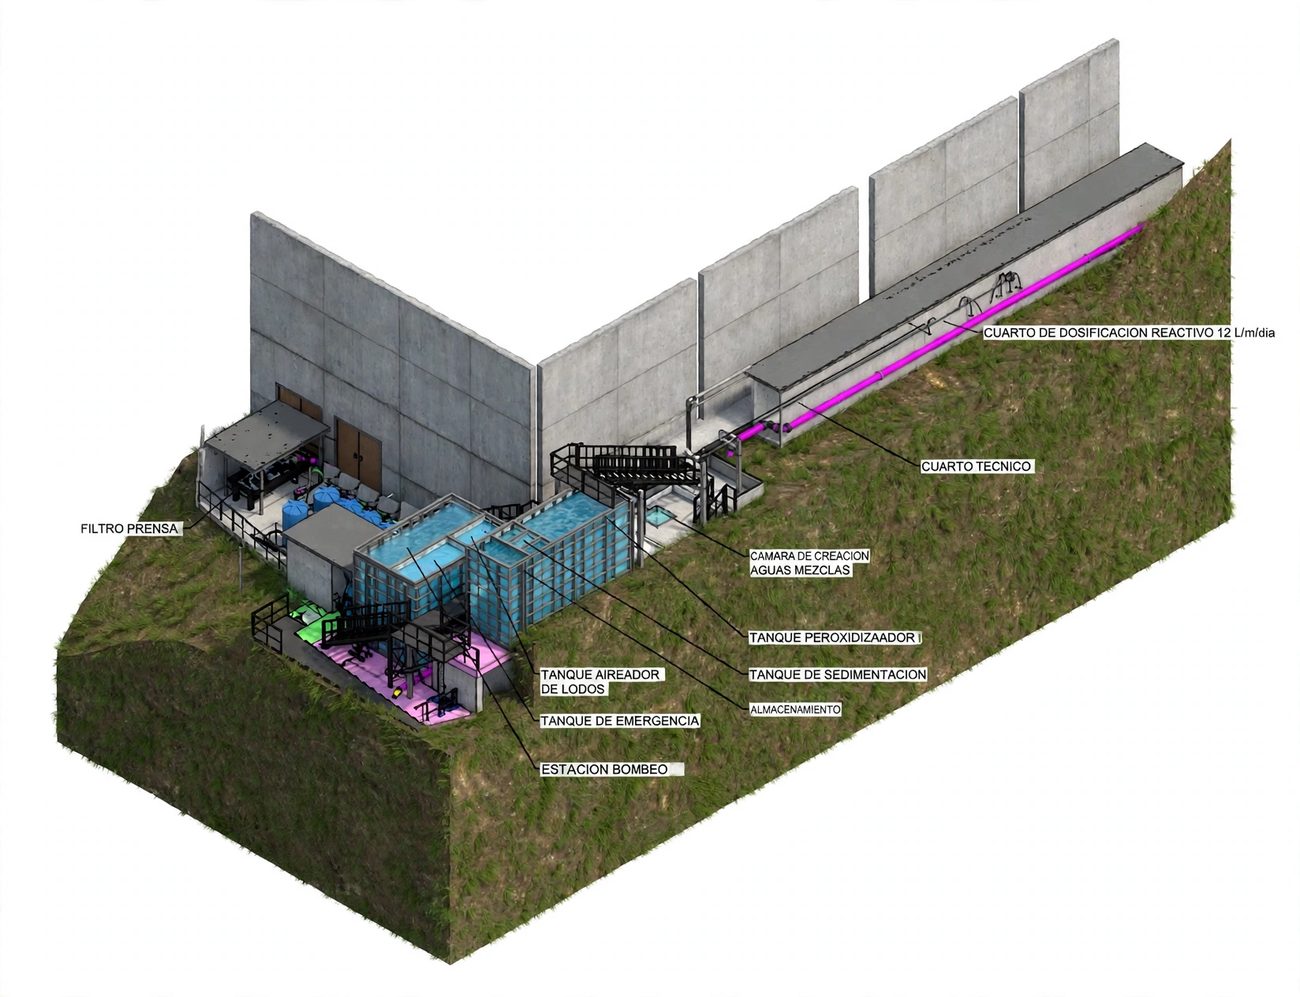 CUARTO DE DOSIFICACION REACTIVO 12 L/m/dia
CUARTO TECNICO
FILTRO PRENSA
CAMARA DE CREACION
AGUAS MEZCLAS
TANQUE PEROXIDIZAADOR
TANQUE AIREADOR
DE LODOS
TANQUE DE SEDIMENTACION
ALMACENAMIENTO
TANQUE DE EMERGENCIA
ESTACION BOMBEO